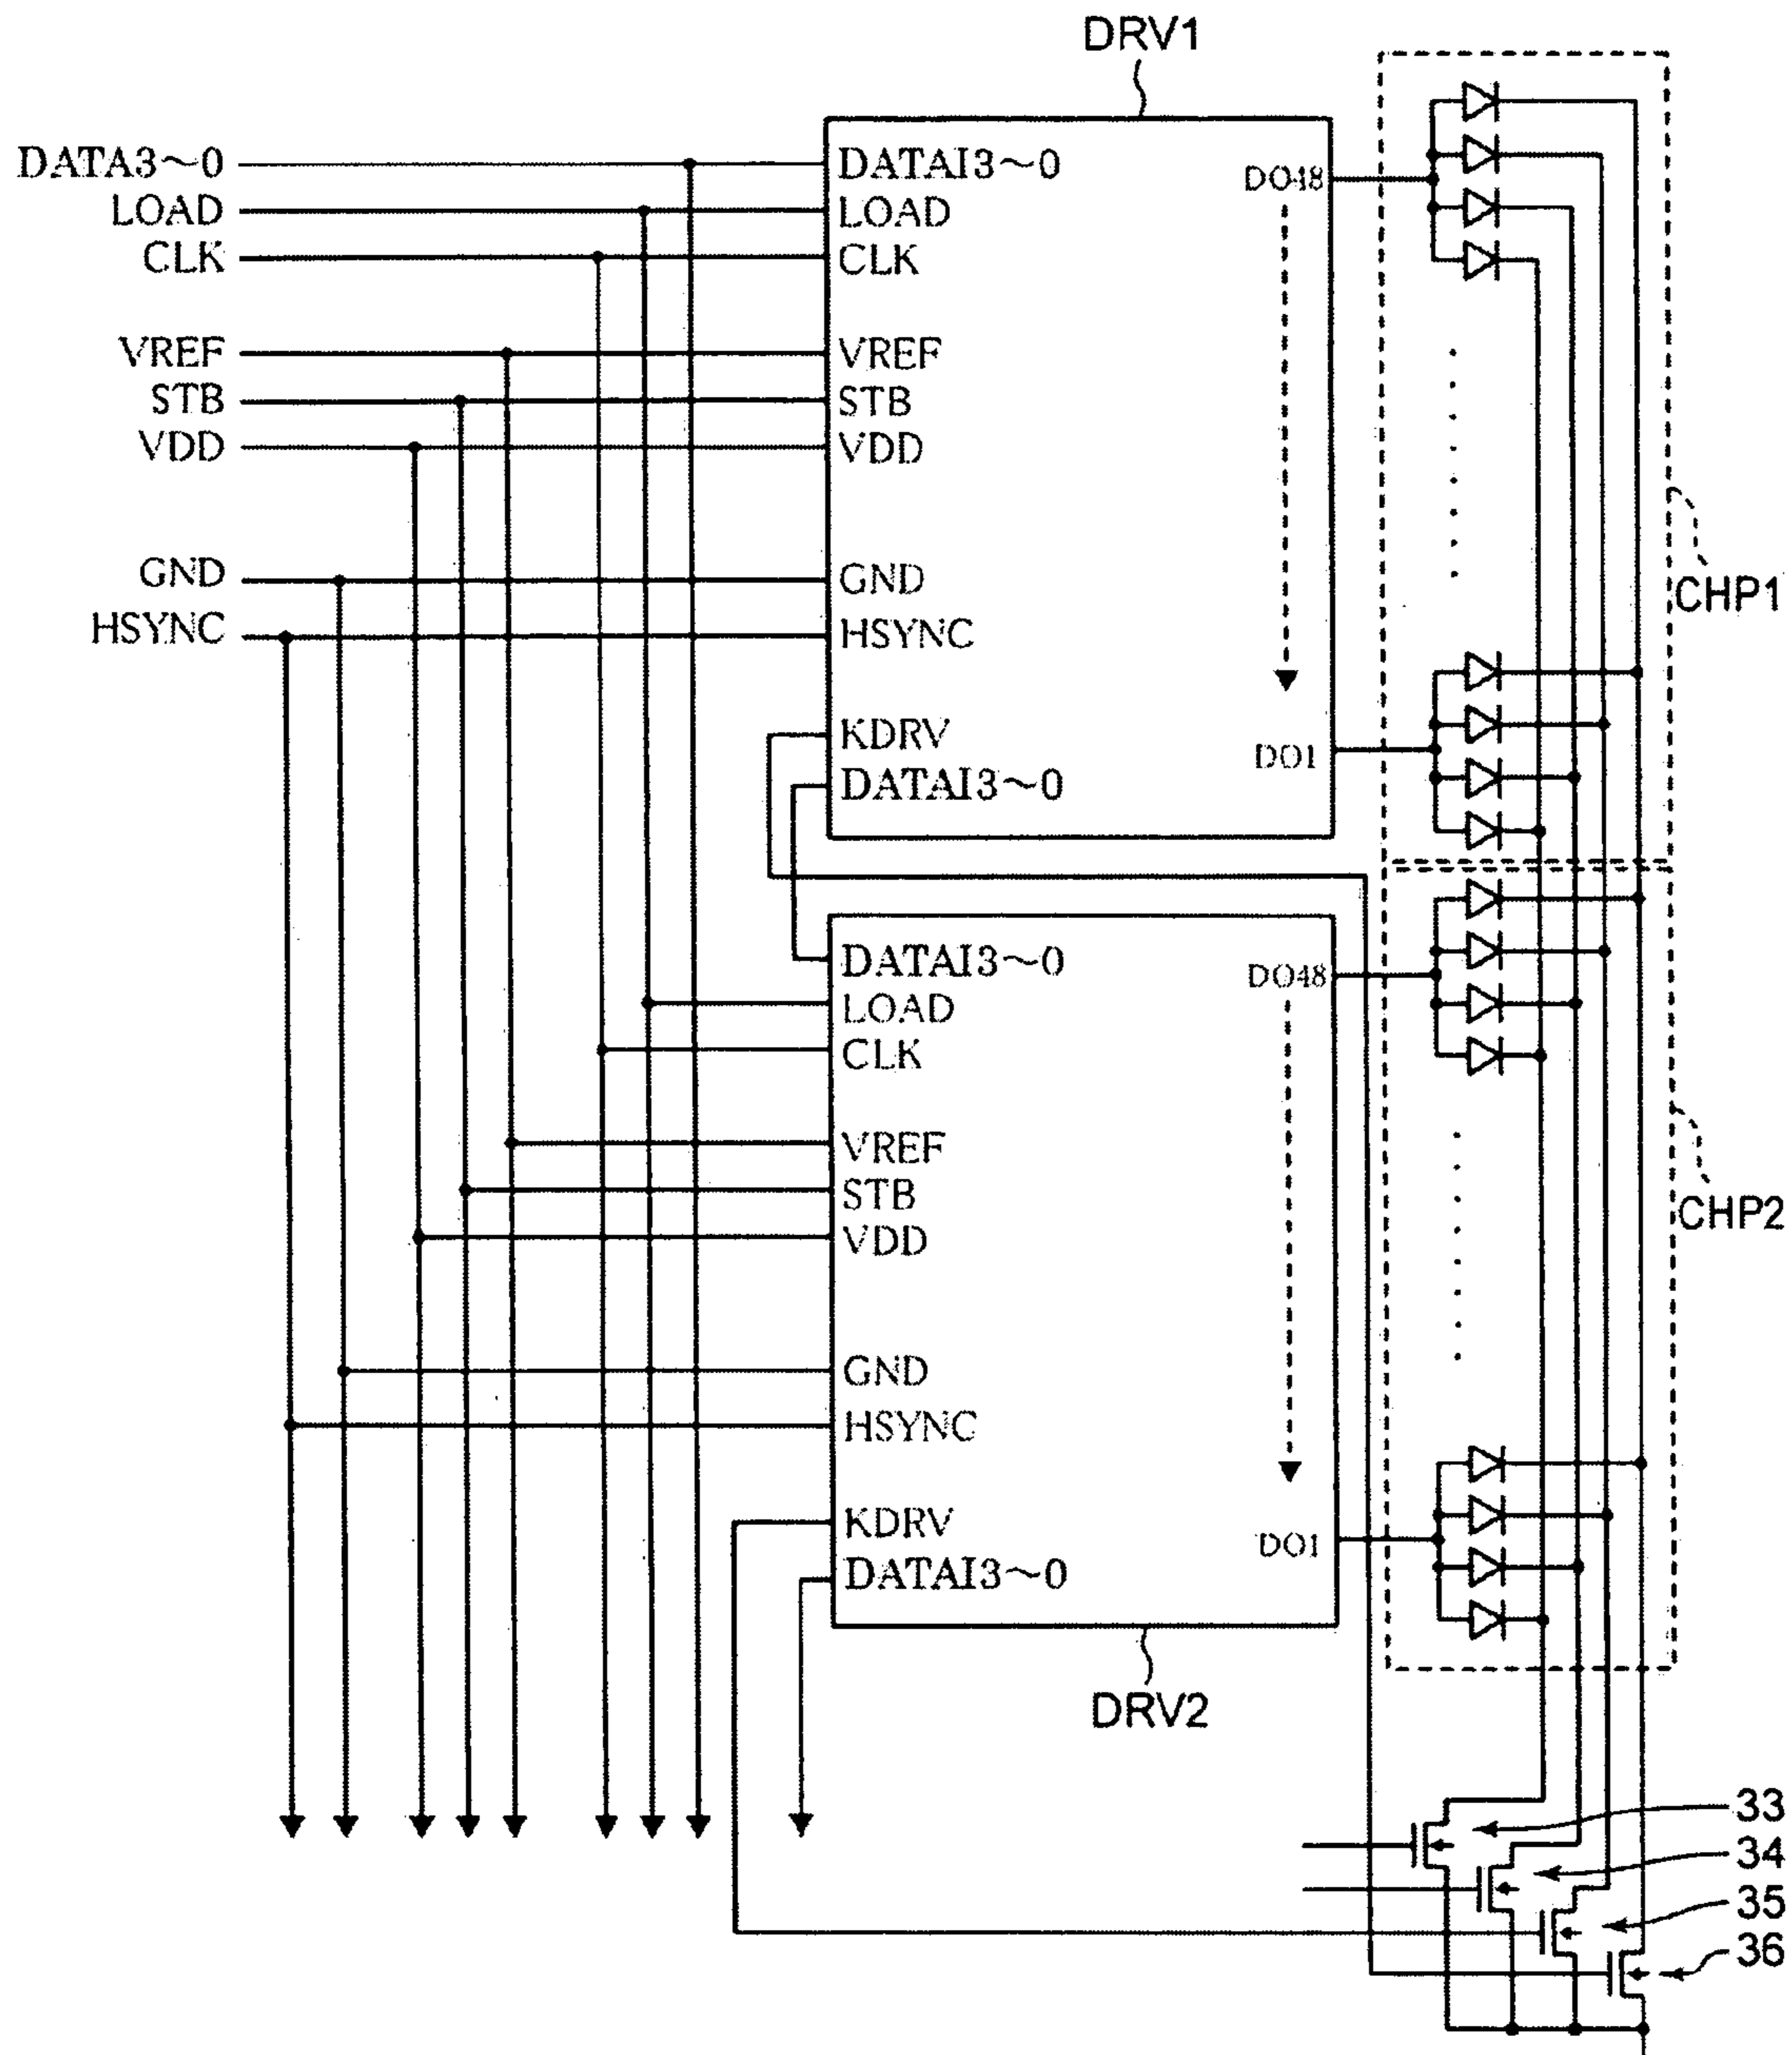 DRV1
DATA3~0
LOAD
CLK
VREF
STB
VDD
GND
HSYNC
DATAI3~0
LOAD
CLK
VREF
STB
VDD
GND
HSYNC
KDRV
DATAI3~0
DO48
DO1
CHP1
DATAI3~0
LOAD
CLK
VREF
STB
VDD
GND
HSYNC
KDRV
DATAI3~0
DO48
DO1
CHP2
DRV2
33
34
35
36